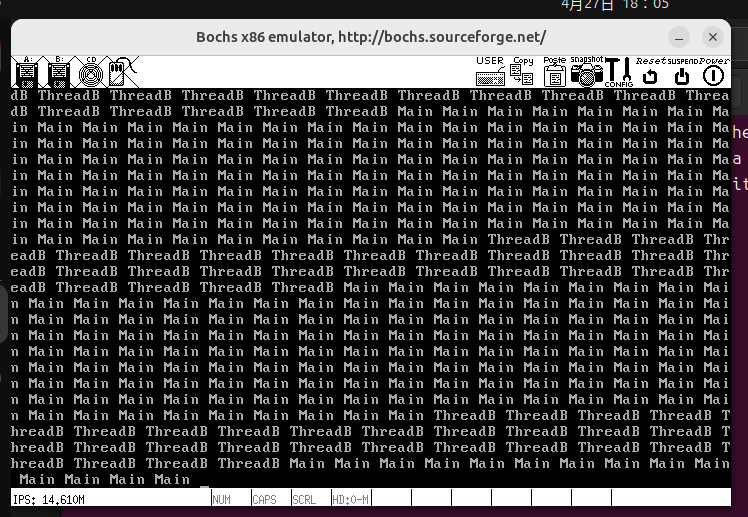 4月27日 18：05
Bochs x86 emulator, http://bochs.sourceforge.net/
A: B: CD USER Copy Paste Snapshot CONFIG Reset SUSPEND Power
dB ThreadB ThreadB ThreadB ThreadB ThreadB ThreadB ThreadB ThreadB ThreadB Threa
dB ThreadB ThreadB ThreadB ThreadB ThreadB Main Main Main Main Main Main Main Ma
in Main Main Main Main Main Main Main Main Main Main Main Main Main Main Main Ma
in Main Main Main Main Main Main Main Main Main Main Main Main Main Main Main Ma
in Main Main Main Main Main Main Main Main Main Main Main Main Main Main Main Ma
in Main Main Main Main Main Main Main Main Main Main Main Main Main Main Main Ma
in Main Main Main Main Main Main Main Main Main Main Main Main Main Main Main Ma
in Main Main Main Main Main Main Main Main Main Main Main Main Main Main Main Ma
in Main Main Main Main Main Main Main Main Main Main Main Main Main Main Main Ma
in Main Main Main Main Main Main Main Main Main Main ThreadB ThreadB ThreadB Thr
eadB ThreadB ThreadB ThreadB ThreadB ThreadB ThreadB ThreadB ThreadB ThreadB Thr
eadB ThreadB ThreadB ThreadB ThreadB ThreadB ThreadB ThreadB ThreadB ThreadB Thr
eadB ThreadB ThreadB ThreadB ThreadB Main Main Main Main Main Main Main Main Mai
n Main Main Main Main Main Main Main Main Main Main Main Main Main Main Main Mai
n Main Main Main Main Main Main Main Main Main Main Main Main Main Main Main Mai
n Main Main Main Main Main Main Main Main Main Main Main Main Main Main Main Mai
n Main Main Main Main Main Main Main Main Main Main Main Main Main Main Main Mai
n Main Main Main Main Main Main Main Main Main Main Main Main Main Main Main Mai
n Main Main Main Main Main Main Main Main Main Main Main Main Main Main Main Mai
n Main Main Main Main Main Main Main Main Main Main Main Main Main Main Main Mai
n Main Main Main Main Main Main Main Main Main ThreadB ThreadB ThreadB ThreadB T
hreadB ThreadB ThreadB ThreadB ThreadB ThreadB ThreadB ThreadB ThreadB ThreadB T
hreadB ThreadB ThreadB ThreadB ThreadB ThreadB ThreadB ThreadB ThreadB ThreadB T
hreadB ThreadB ThreadB ThreadB Main Main Main Main Main Main Main Main Main Main
 Main Main Main Main _
IPS: 14.610M NUM CAPS SCRL HD:0-M
he
a
it